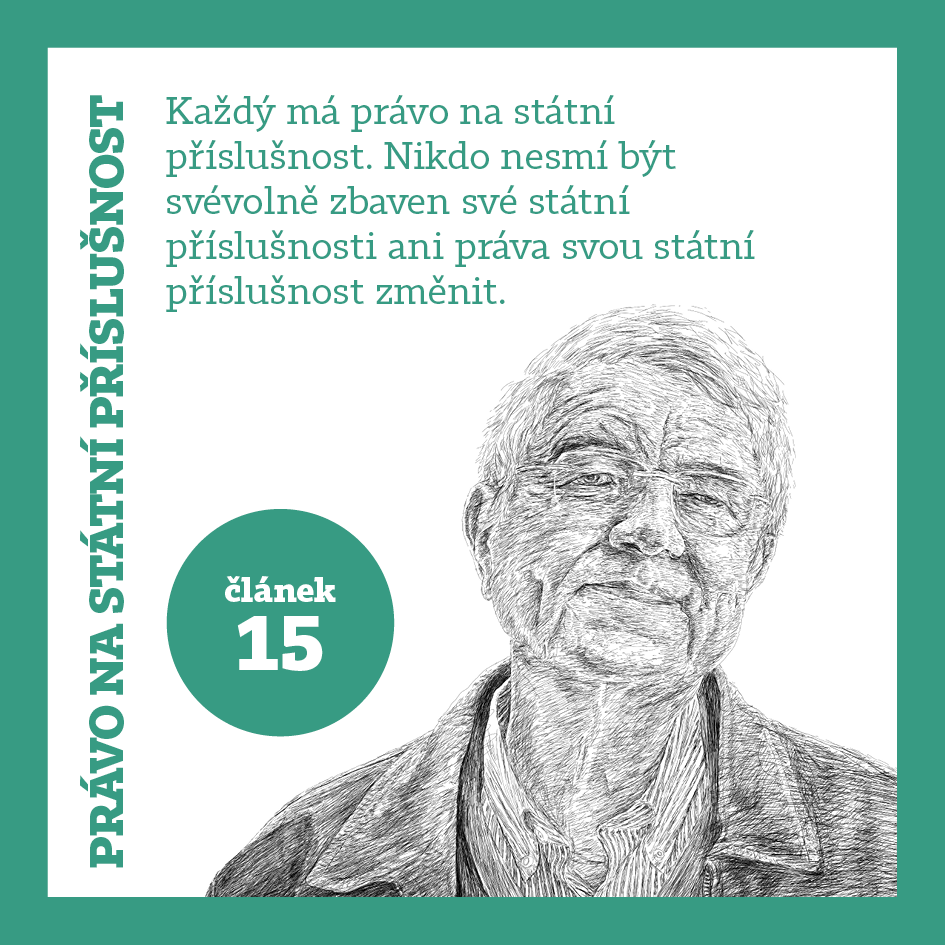 PRÁVO NA STÁTNÍ PŘÍSLUŠNOST
Každý má právo na státní
příslušnost. Nikdo nesmí být
svévolně zbaven své státní
příslušnosti ani práva svou státní
příslušnost změnit.
článek
15